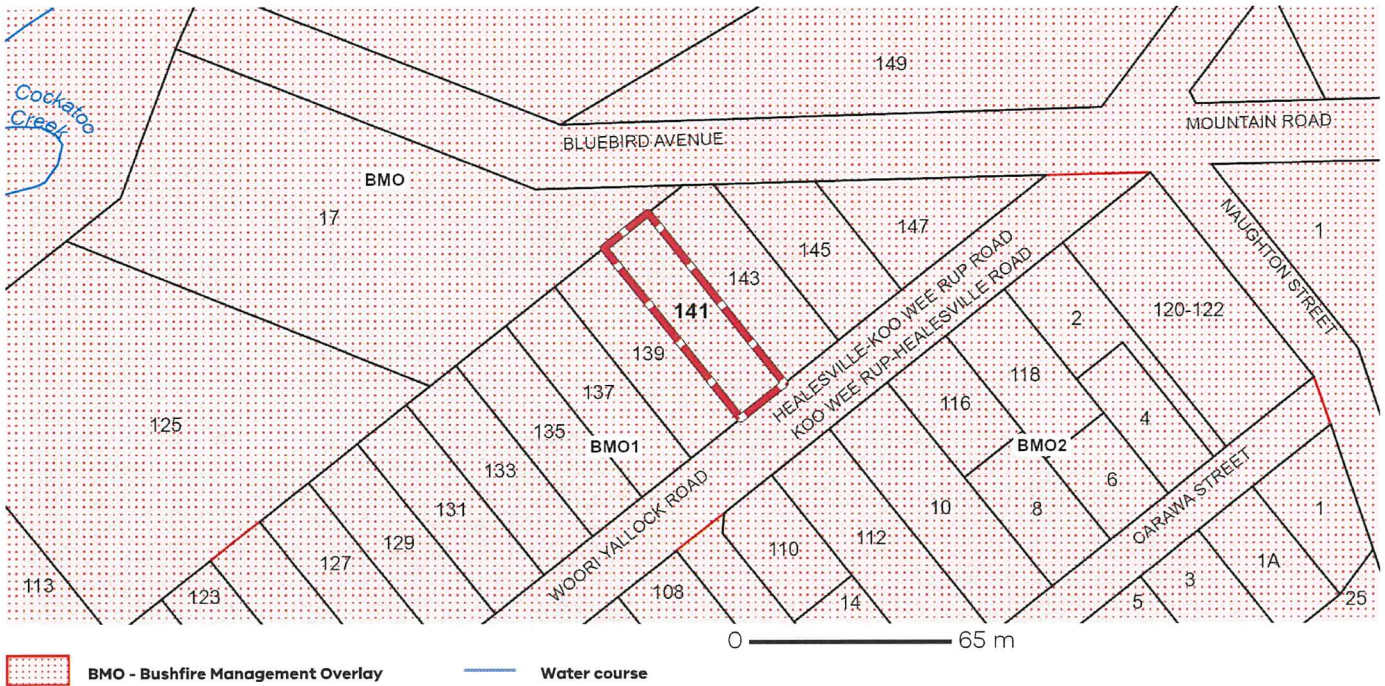 149
MOUNTAIN ROAD
BLUEBIRD AVENUE
Cockatoo
Creek
BMO
17
147
145
143
141
139
137
135
133
131
129
127
123
125
113
BMO1
1
NAUGHTON STREET
HEALESVILLE-KOO WEE RUP ROAD
KOO WEE RUP-HEALESVILLE ROAD
WOORI YALLOCK ROAD
120-122
2
118
116
4
BMO2
6
8
10
112
110
108
14
CARAWA STREET
1
1A
3
5
25
0 65 m
BMO - Bushfire Management Overlay
Water course